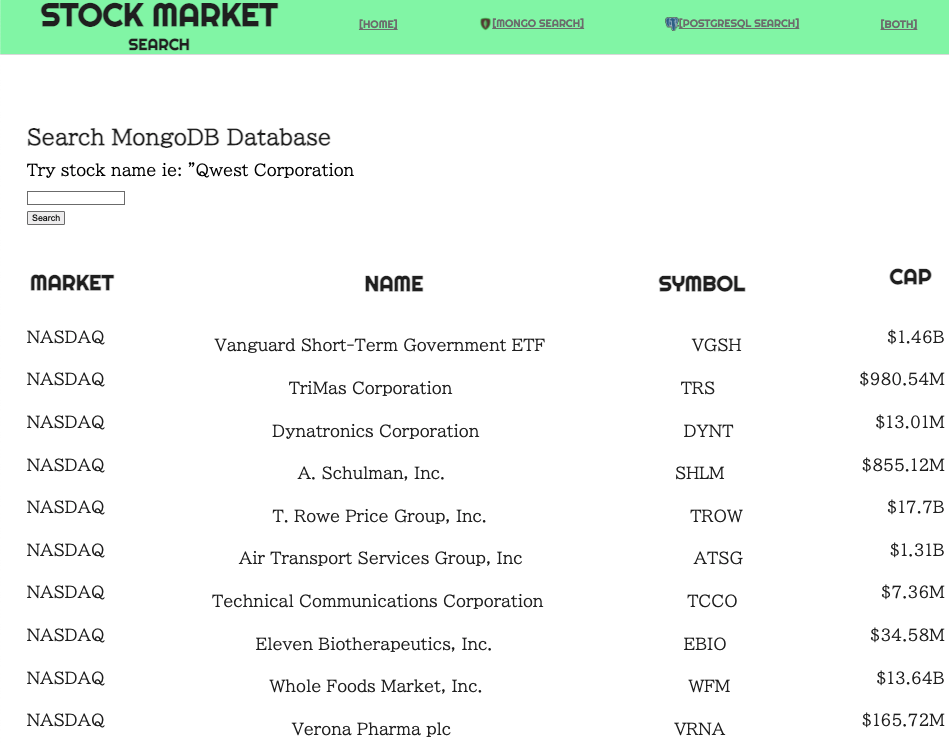 STOCK MARKET
SEARCH
[HOME] [MONGO SEARCH] [POSTGRESQL SEARCH] [BOTH]
Search MongoDB Database
Try stock name ie: ”Qwest Corporation
Search
MARKET NAME SYMBOL CAP
NASDAQ Vanguard Short-Term Government ETF VGSH $1.46B
NASDAQ TriMas Corporation TRS $980.54M
NASDAQ Dynatronics Corporation DYNT $13.01M
NASDAQ A. Schulman, Inc. SHLM $855.12M
NASDAQ T. Rowe Price Group, Inc. TROW $17.7B
NASDAQ Air Transport Services Group, Inc ATSG $1.31B
NASDAQ Technical Communications Corporation TCCO $7.36M
NASDAQ Eleven Biotherapeutics, Inc. EBIO $34.58M
NASDAQ Whole Foods Market, Inc. WFM $13.64B
NASDAQ Verona Pharma plc VRNA $165.72M